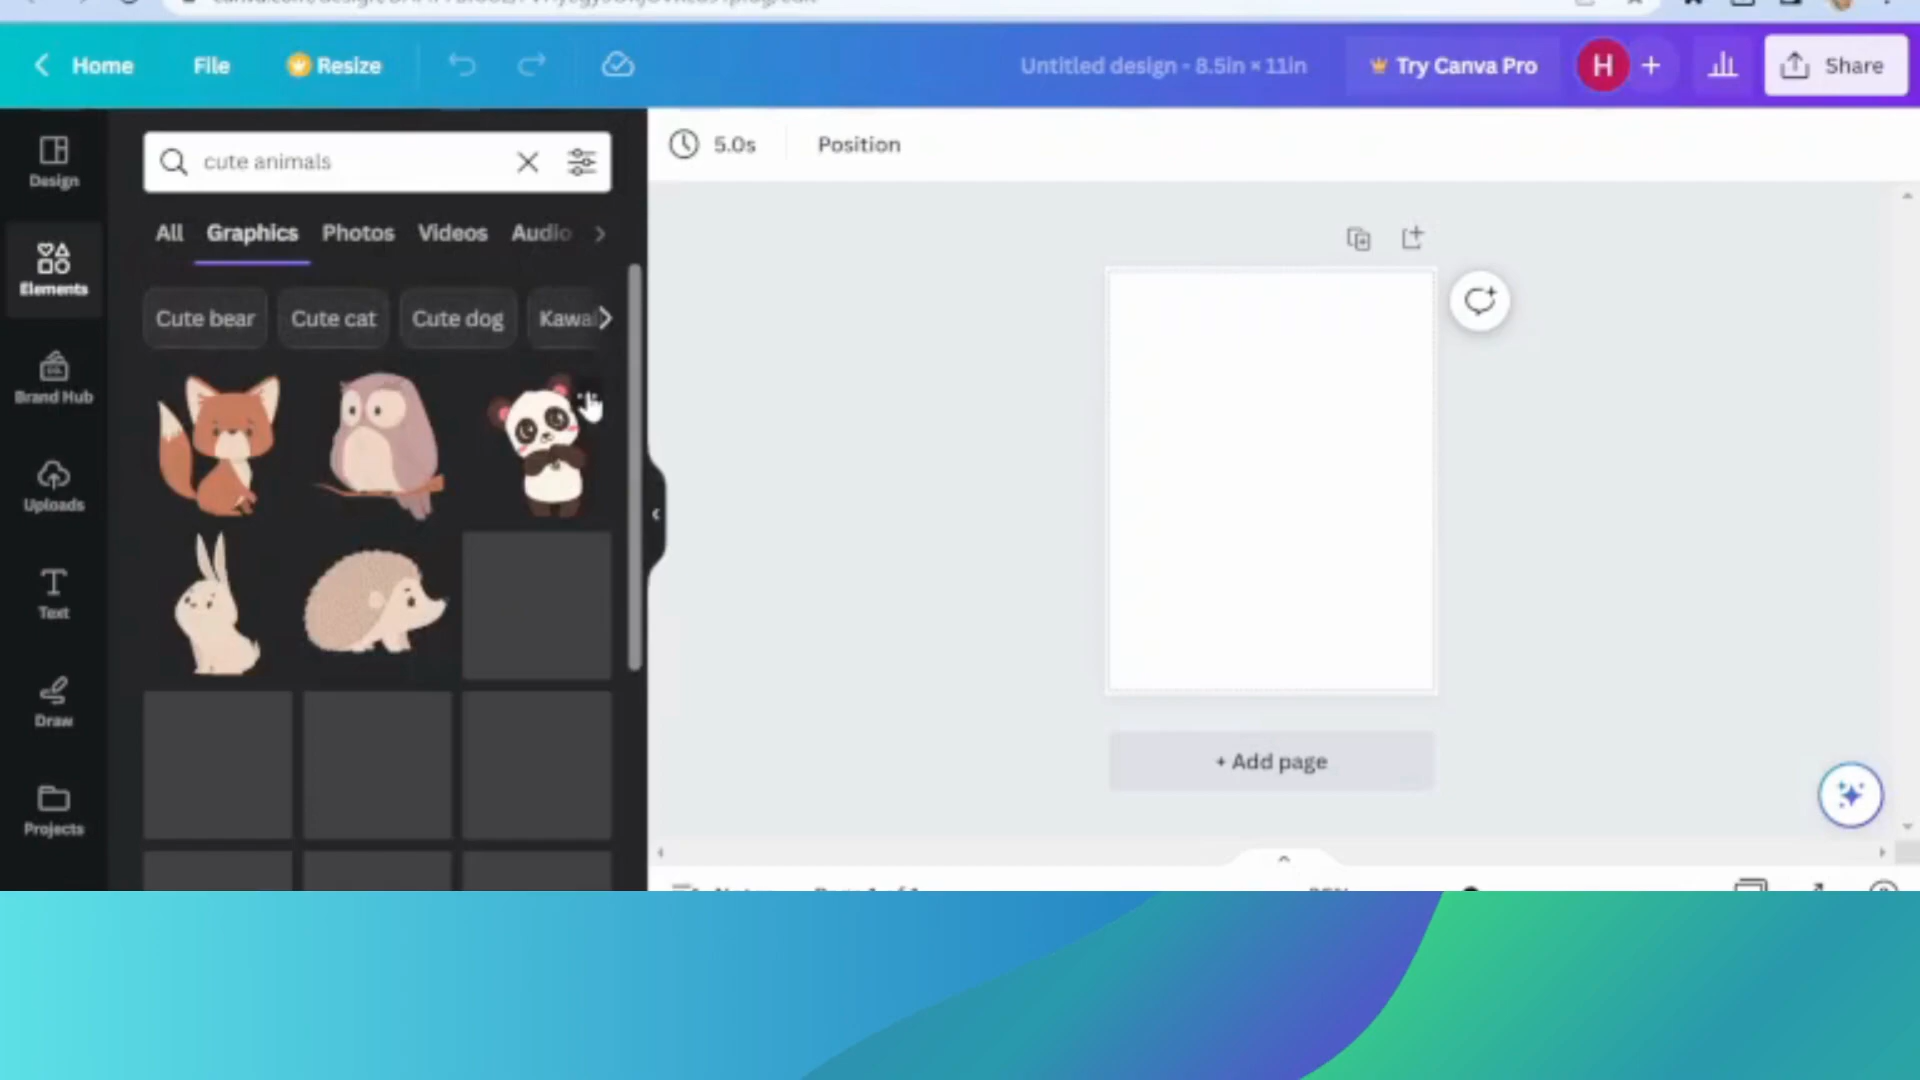 Home File Resize Untitled design - 8.5in × 11in Try Canva Pro H + Share
Design
Elements
Brand Hub
Uploads
Text
Draw
Projects
cute animals
All Graphics Photos Videos Audio
Cute bear Cute cat Cute dog
5.0s Position
+ Add page